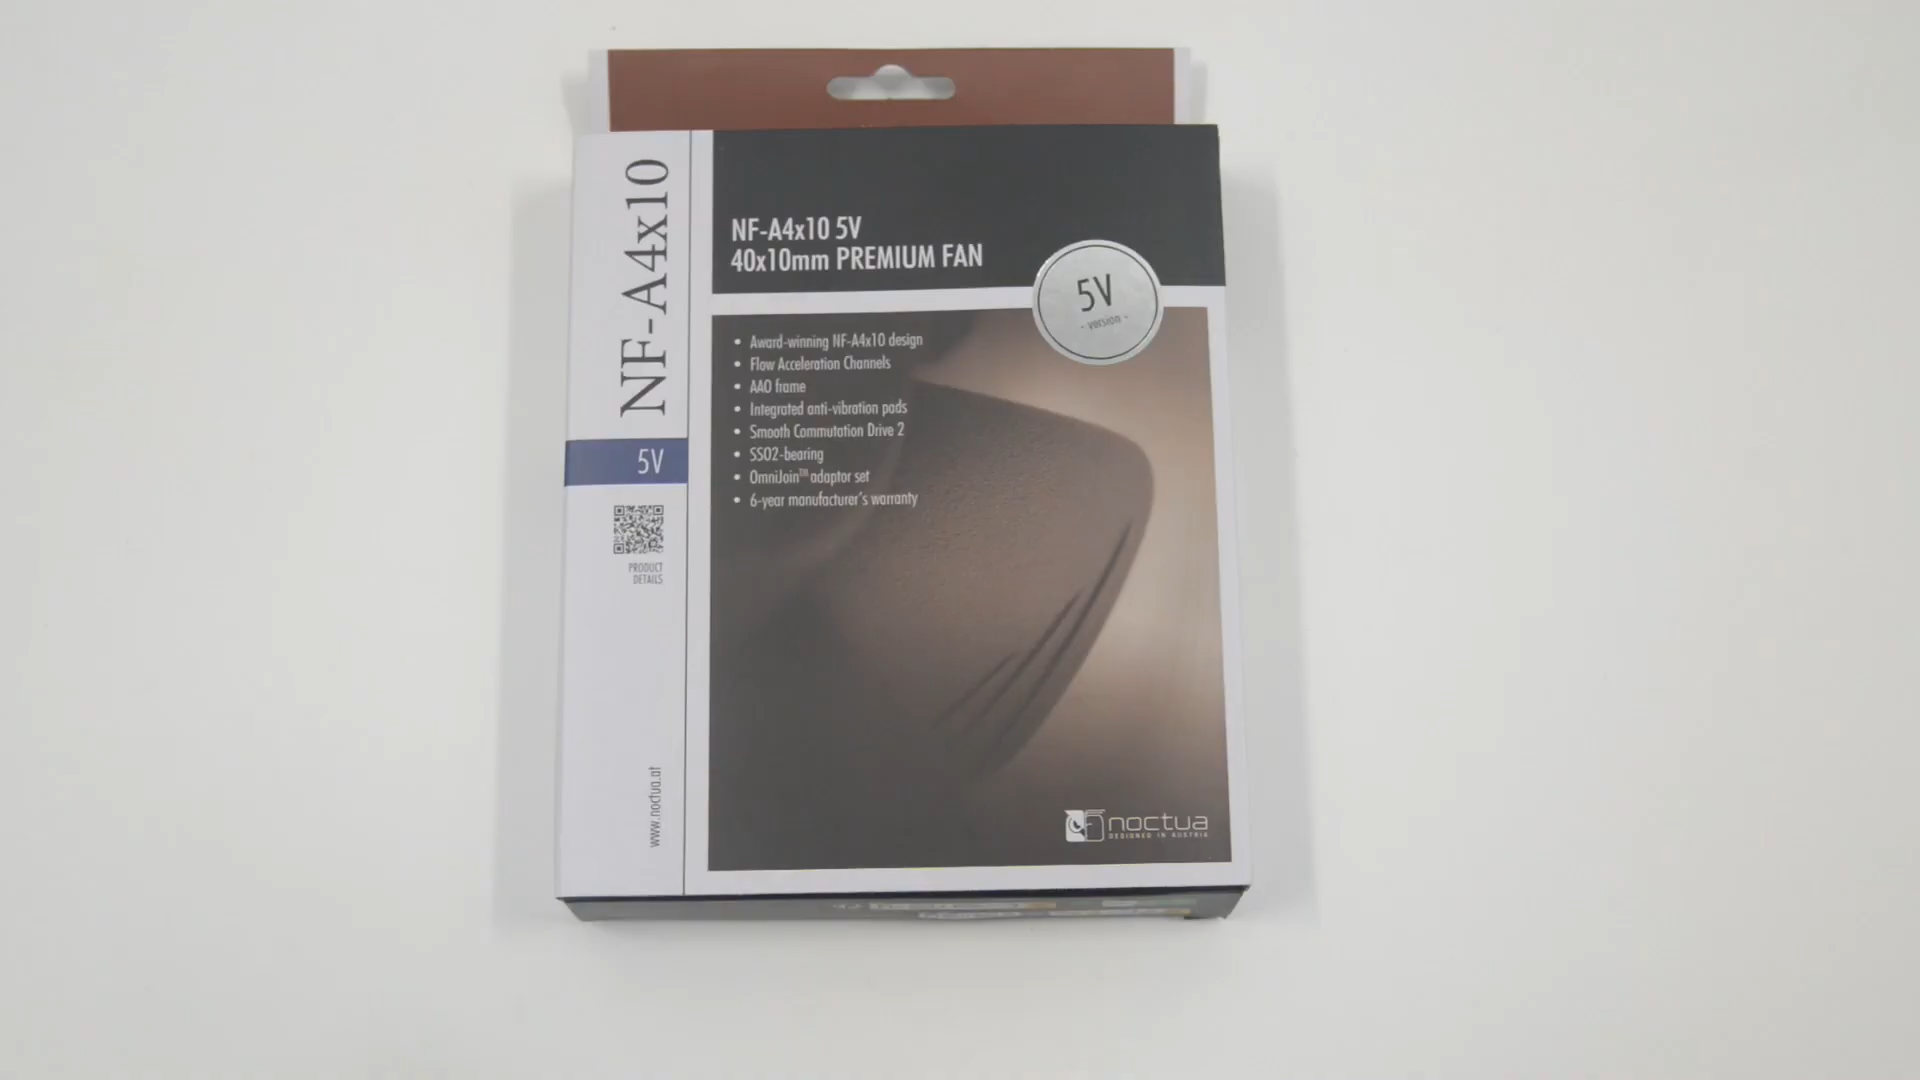 NF-A4x10
5V
PRODUCT
DETAILS
www.noctua.at
NF-A4x10 5V
40x10mm PREMIUM FAN
5V
- version -
• Award-winning NF-A4x10 design
• Flow Acceleration Channels
• AAO frame
• Integrated anti-vibration pads
• Smooth Commutation Drive 2
• SSO2-bearing
• OmniJoin™ adaptor set
• 6-year manufacturer's warranty
noctua
DESIGNED IN AUSTRIA